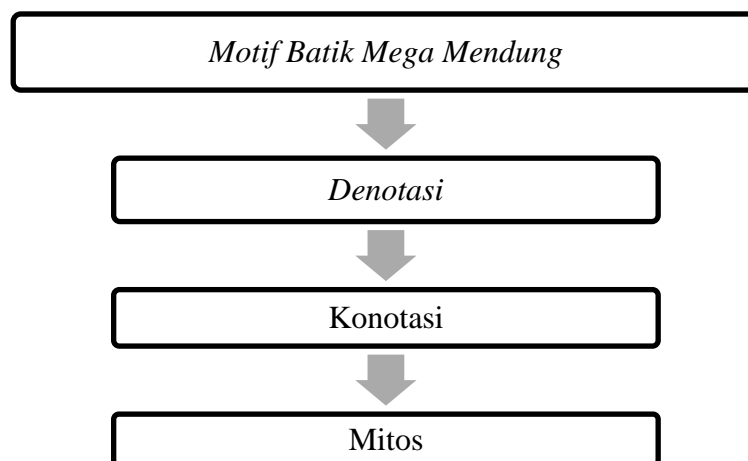 Motif Batik Mega Mendung
Denotasi
Konotasi
Mitos